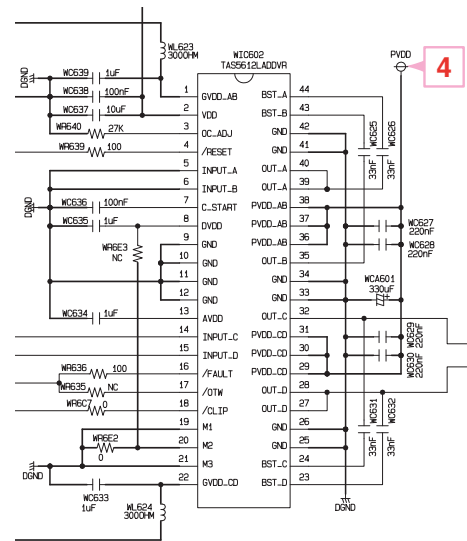 WL623
3000HM
WIC602
TAS5612LADDVR
PVDD
4
DGND
WC639 1uF
WC638 100nF
WC637 10uF
WR640 27K
WR639 100
DGND
WC636 100nF
WC635 1uF
WR6E3
NC
WC634 1uF
WR636 100
WR635 NC
WR6C7 0
WR6E2
0
DGND
WC633
1uF
WL624
3000HM
1 GVDD_AB
2 VDD
3 OC_ADJ
4 /RESET
5 INPUT_A
6 INPUT_B
7 C_START
8 DVDD
9 GND
10 GND
11 GND
12 GND
13 AVDD
14 INPUT_C
15 INPUT_D
16 /FAULT
17 /OTW
18 /CLIP
19 M1
20 M2
21 M3
22 GVDD_CD
BST_A 44
BST_B 43
GND 42
GND 41
OUT_A 40
OUT_A 39
PVDD_AB 38
PVDD_AB 37
PVDD_AB 36
OUT_B 35
GND 34
GND 33
OUT_C 32
PVDD_CD 31
PVDD_CD 30
PVDD_CD 29
OUT_D 28
OUT_D 27
GND 26
GND 25
BST_C 24
BST_D 23
WC625
33nF
WC626
33nF
WC627
220nF
WC628
220nF
WCA601
330uF
+
WC629
220nF
WC630
220nF
WC631
33nF
WC632
33nF
DGND